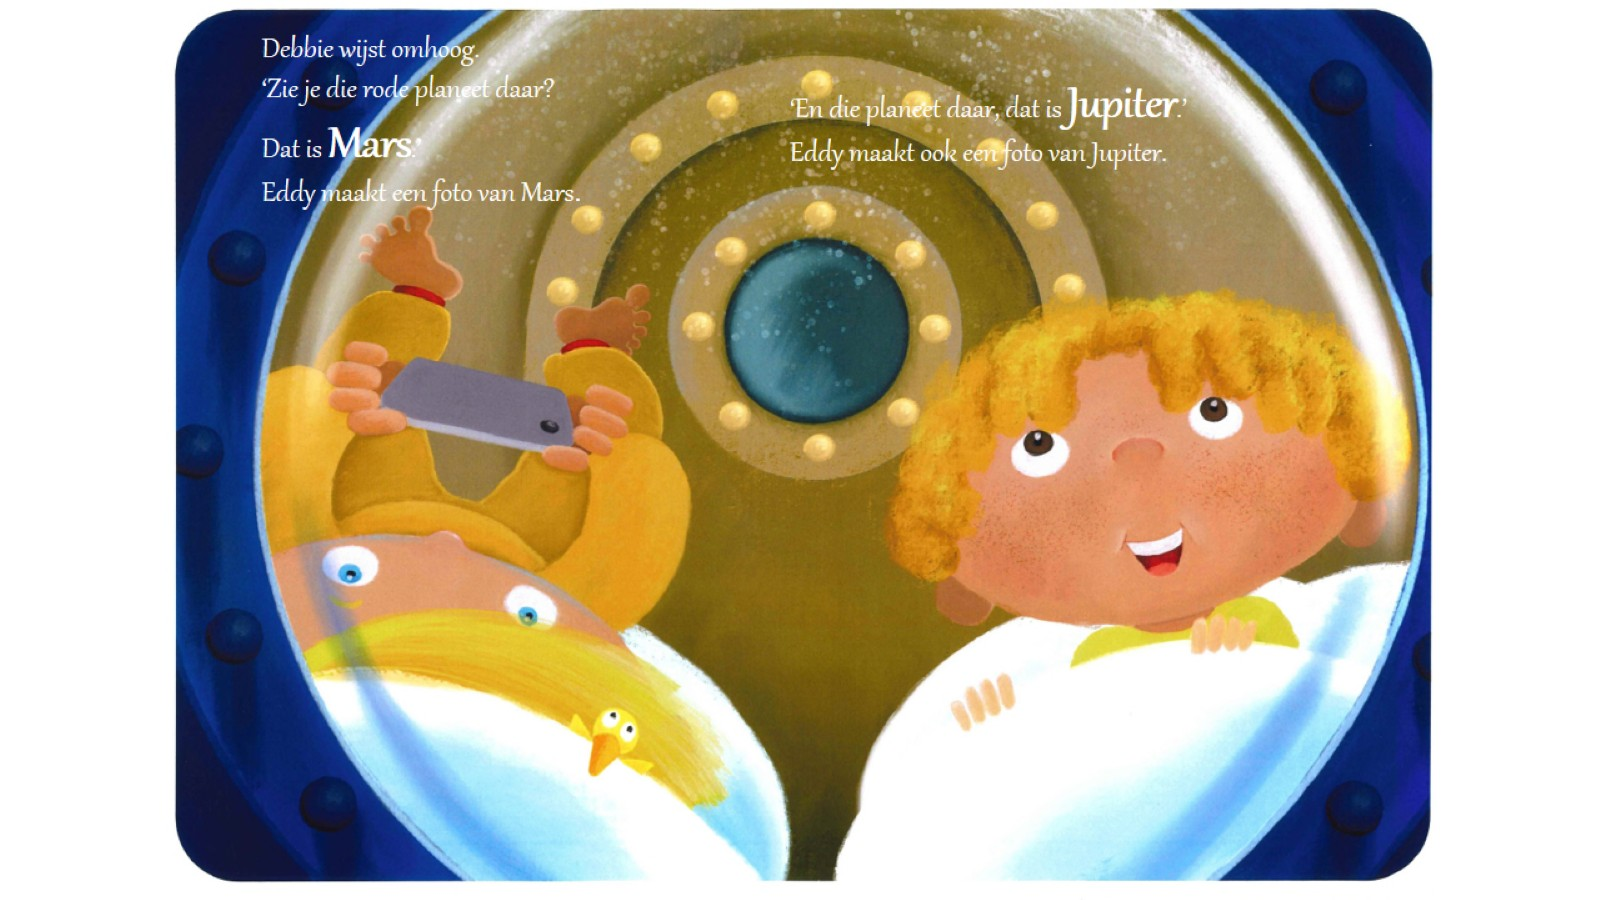 Debbie wijst omhoog.
‘Zie je die rode planeet daar?
Dat is Mars.’
Eddy maakt een foto van Mars.
‘En die planeet daar, dat is Jupiter.’
Eddy maakt ook een foto van Jupiter.